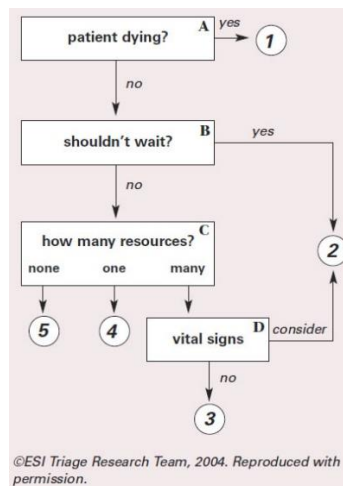 patient dying? A
yes
1
no
shouldn't wait? B
yes
no
how many resources? C
none one many
2
5
4
vital signs D
consider
no
3
©ESI Triage Research Team, 2004. Reproduced with
permission.